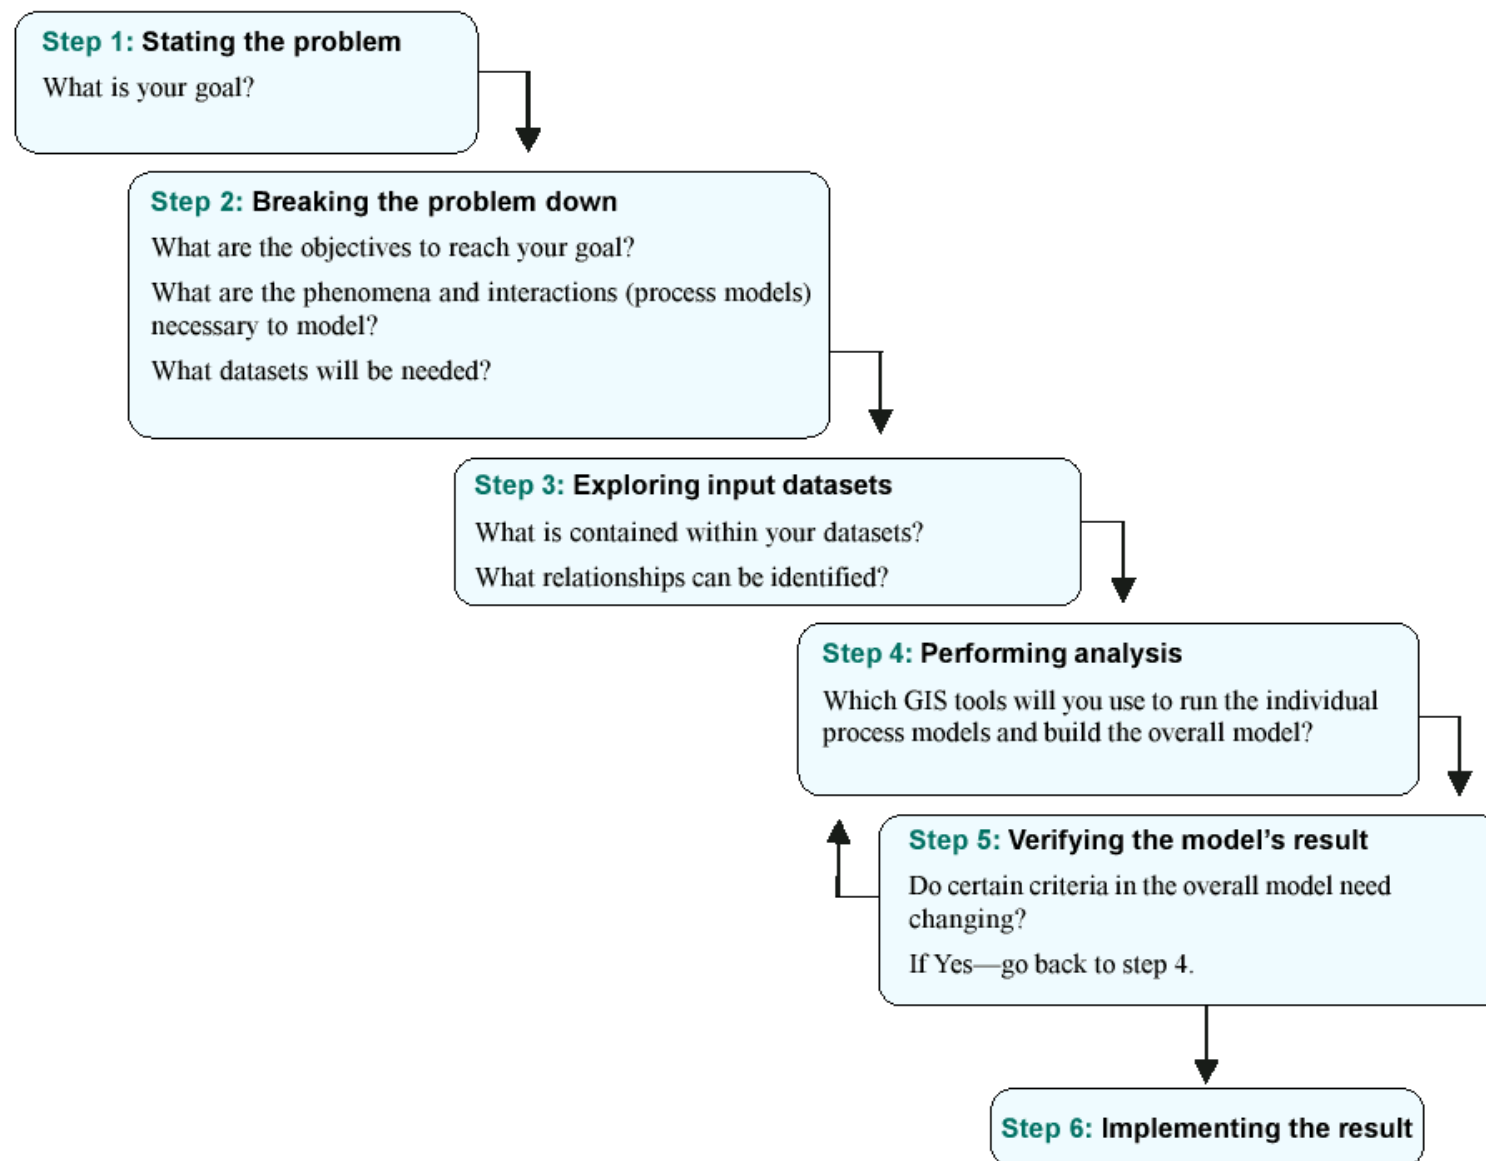 Step 1: Stating the problem
What is your goal?
Step 2: Breaking the problem down
What are the objectives to reach your goal?
What are the phenomena and interactions (process models)
necessary to model?
What datasets will be needed?
Step 3: Exploring input datasets
What is contained within your datasets?
What relationships can be identified?
Step 4: Performing analysis
Which GIS tools will you use to run the individual
process models and build the overall model?
Step 5: Verifying the model’s result
Do certain criteria in the overall model need
changing?
If Yes—go back to step 4.
Step 6: Implementing the result